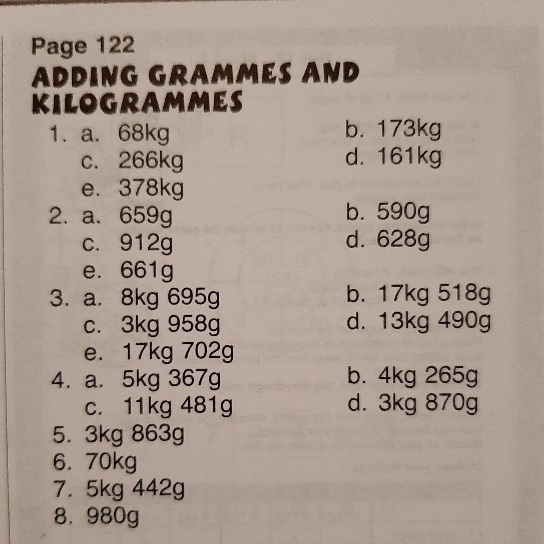 Page 122
ADDING GRAMMES AND
KILOGRAMMES
1. a. 68kg b. 173kg
c. 266kg d. 161kg
e. 378kg
2. a. 659g b. 590g
c. 912g d. 628g
e. 661g
3. a. 8kg 695g b. 17kg 518g
c. 3kg 958g d. 13kg 490g
e. 17kg 702g
4. a. 5kg 367g b. 4kg 265g
c. 11kg 481g d. 3kg 870g
5. 3kg 863g
6. 70kg
7. 5kg 442g
8. 980g